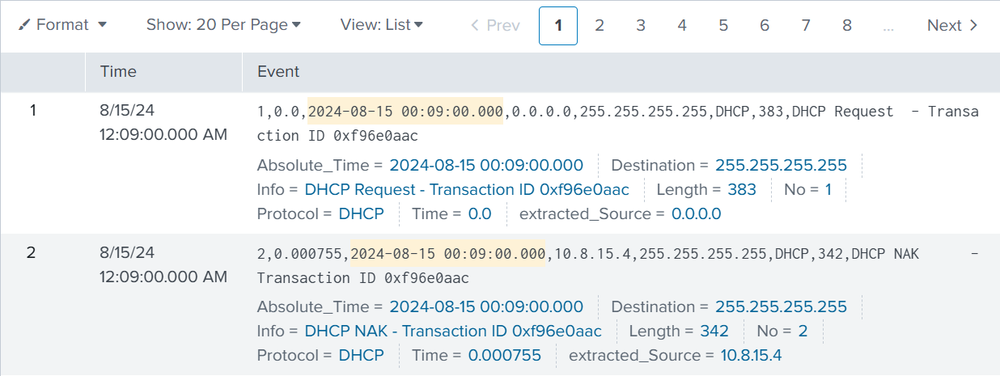 Format Show: 20 Per Page View: List Prev 1 2 3 4 5 6 7 8 ... Next
Time Event
1 8/15/24 1,0.0,2024-08-15 00:09:00.000,0.0.0.0,255.255.255.255,DHCP,383,DHCP Request  - Transa
12:09:00.000 AM ction ID 0xf96e0aac
Absolute_Time = 2024-08-15 00:09:00.000 Destination = 255.255.255.255
Info = DHCP Request - Transaction ID 0xf96e0aac Length = 383 No = 1
Protocol = DHCP Time = 0.0 extracted_Source = 0.0.0.0
2 8/15/24 2,0.000755,2024-08-15 00:09:00.000,10.8.15.4,255.255.255.255,DHCP,342,DHCP NAK      -
12:09:00.000 AM Transaction ID 0xf96e0aac
Absolute_Time = 2024-08-15 00:09:00.000 Destination = 255.255.255.255
Info = DHCP NAK - Transaction ID 0xf96e0aac Length = 342 No = 2
Protocol = DHCP Time = 0.000755 extracted_Source = 10.8.15.4